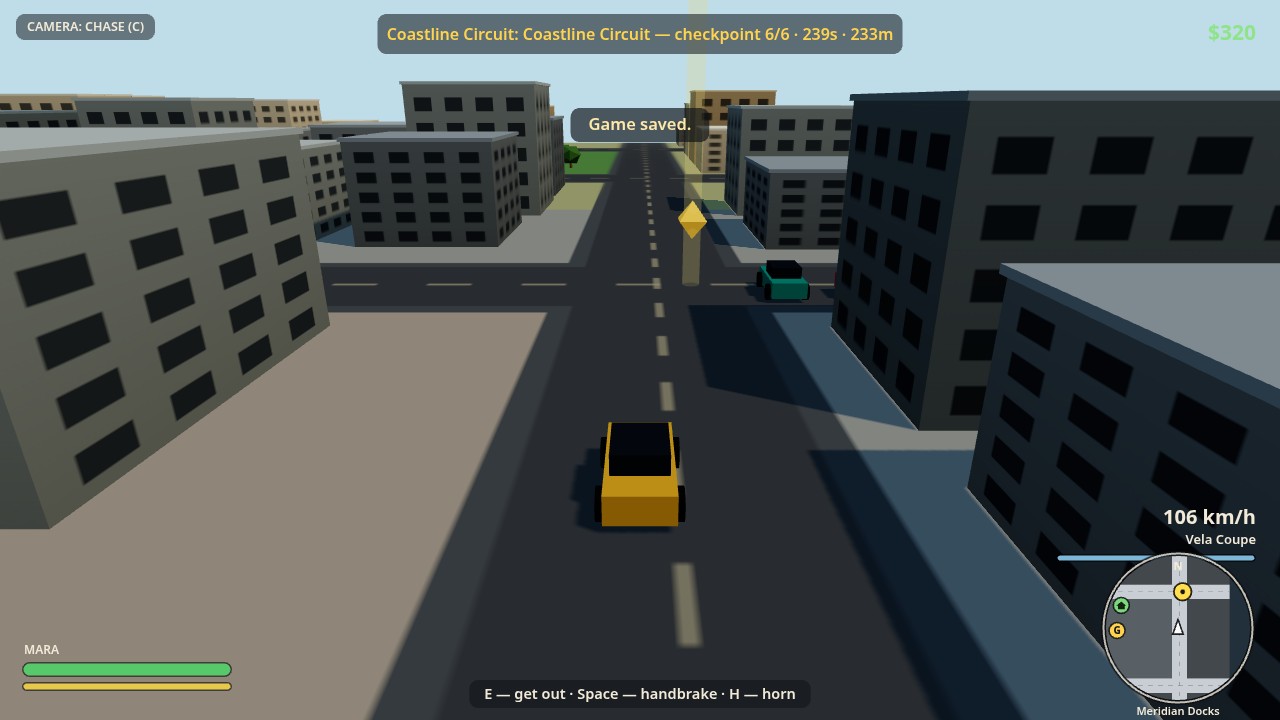 CAMERA: CHASE (C)
Coastline Circuit: Coastline Circuit — checkpoint 6/6 · 239s · 233m
$320
Game saved.
106 km/h
Vela Coupe
N
G
MARA
E — get out · Space — handbrake · H — horn
Meridian Docks